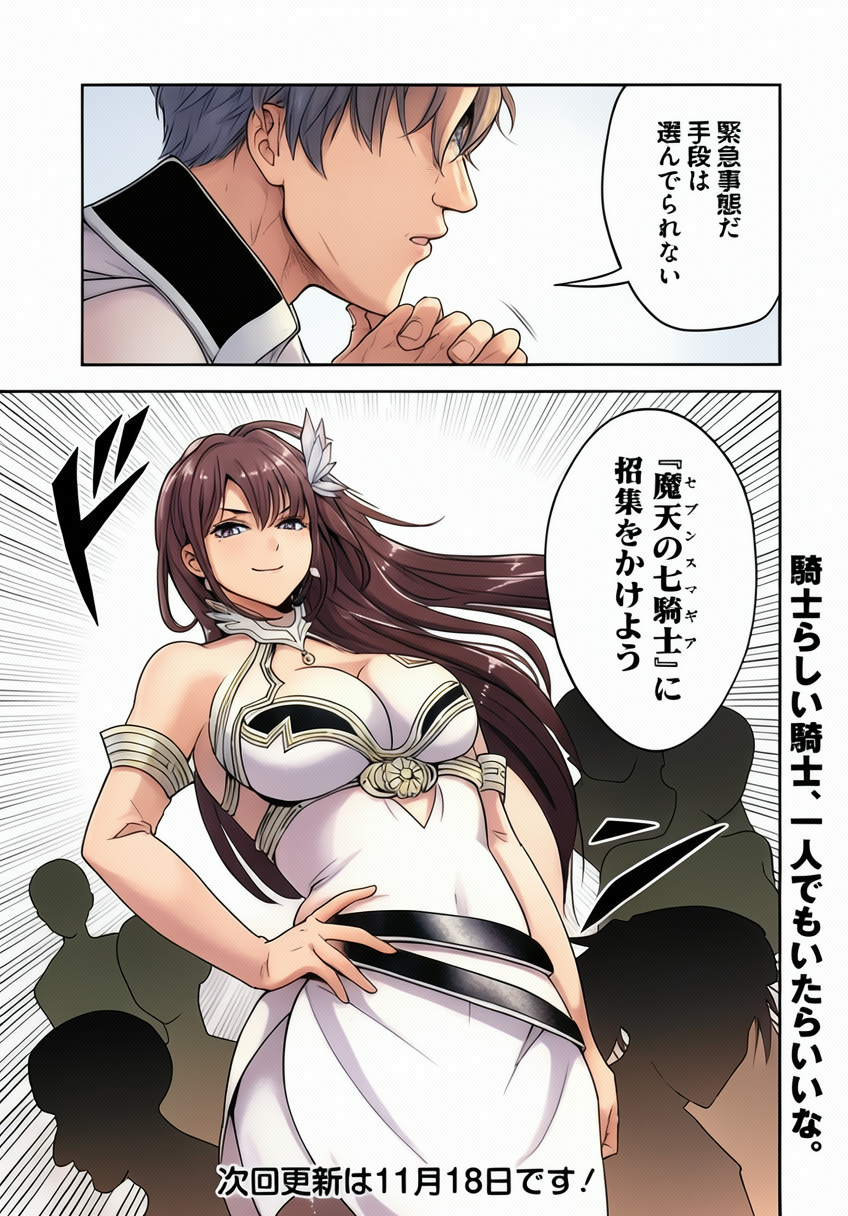 緊急事態だ
手段は
選んでられない
『魔天の七騎士』に
セブンスマギア
招集をかけよう
ドン
騎士らしい騎士、一人でもいたらいいな。
次回更新は11月18日です！